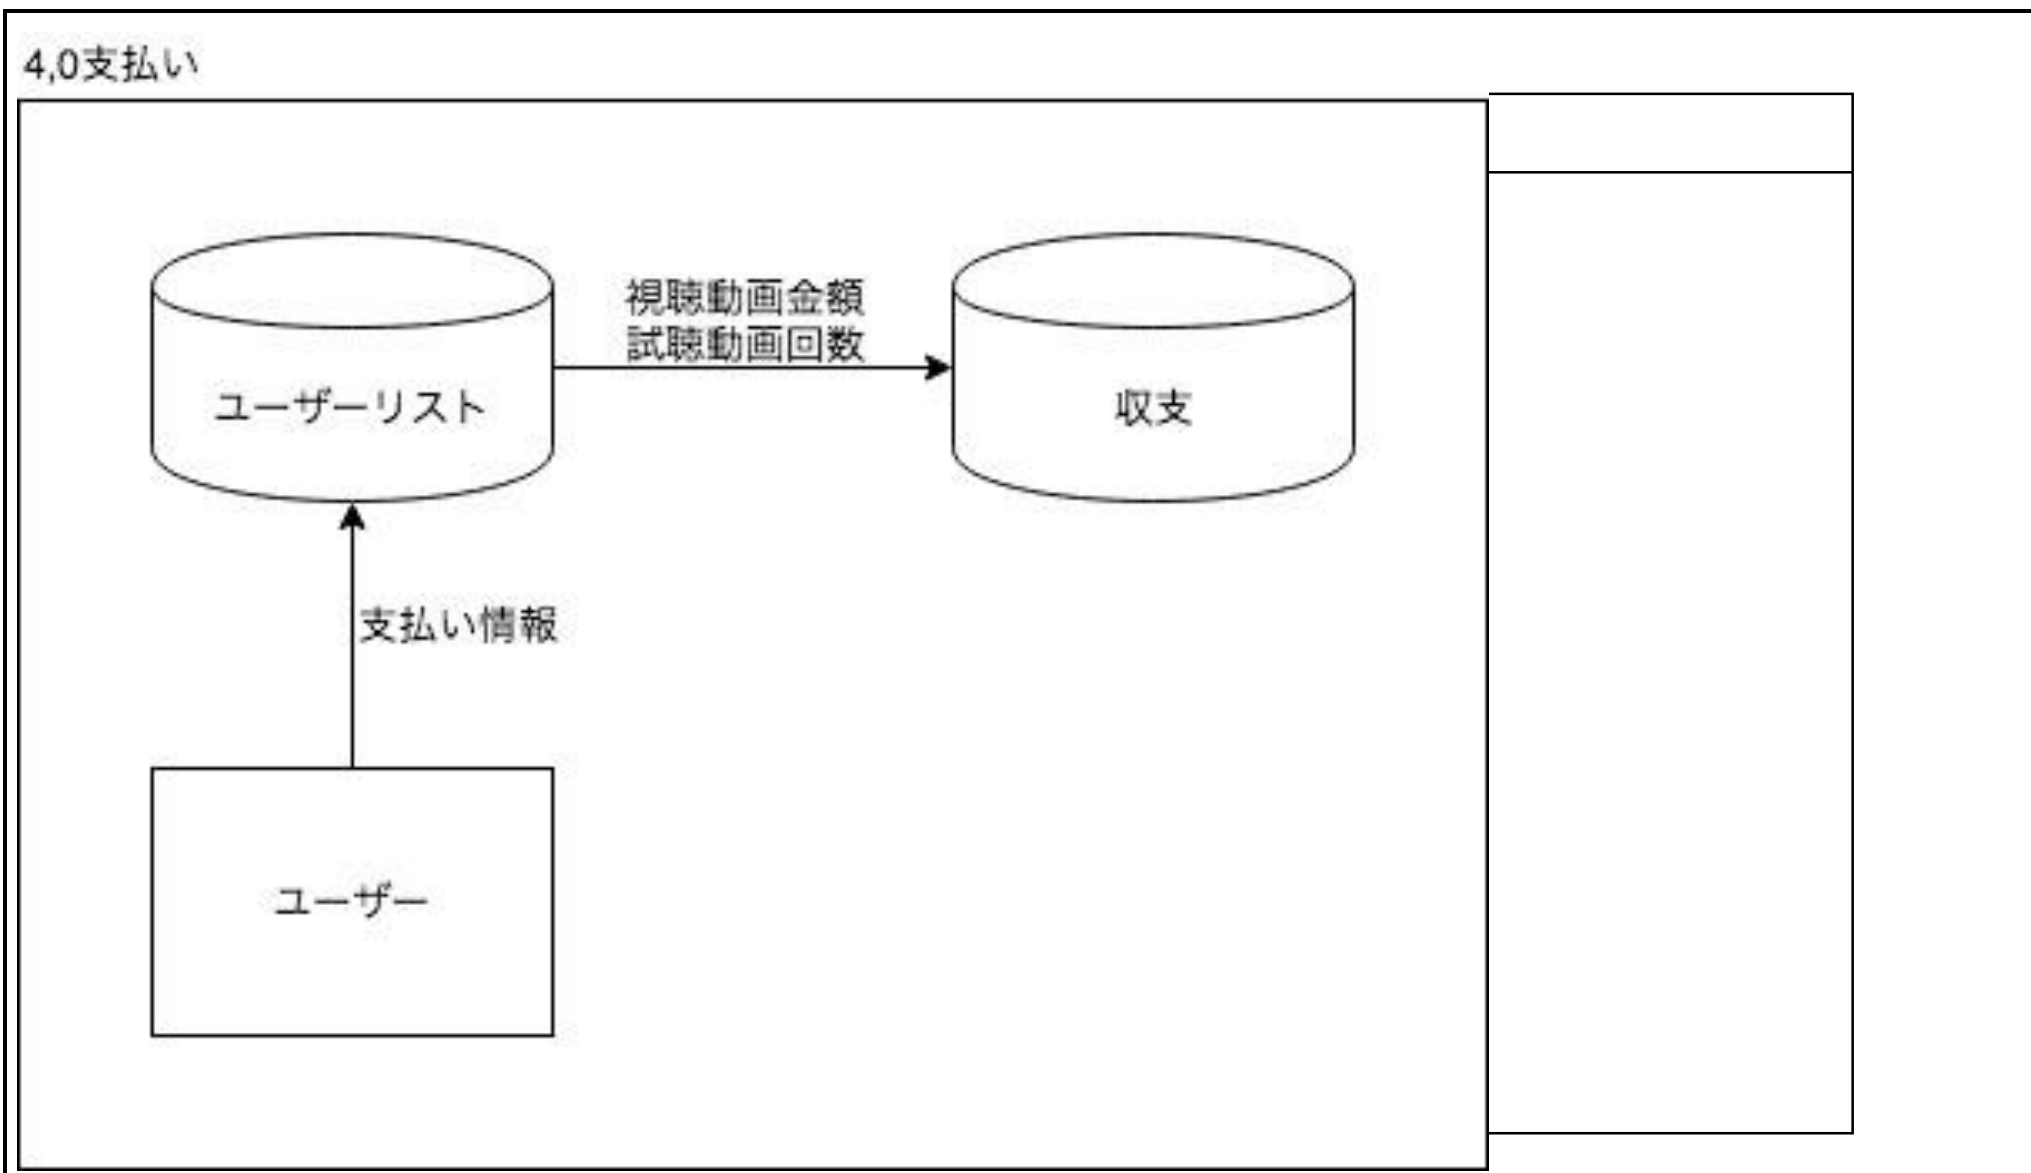 4,0支払い
視聴動画金額
試聴動画回数
ユーザーリスト
収支
支払い情報
ユーザー